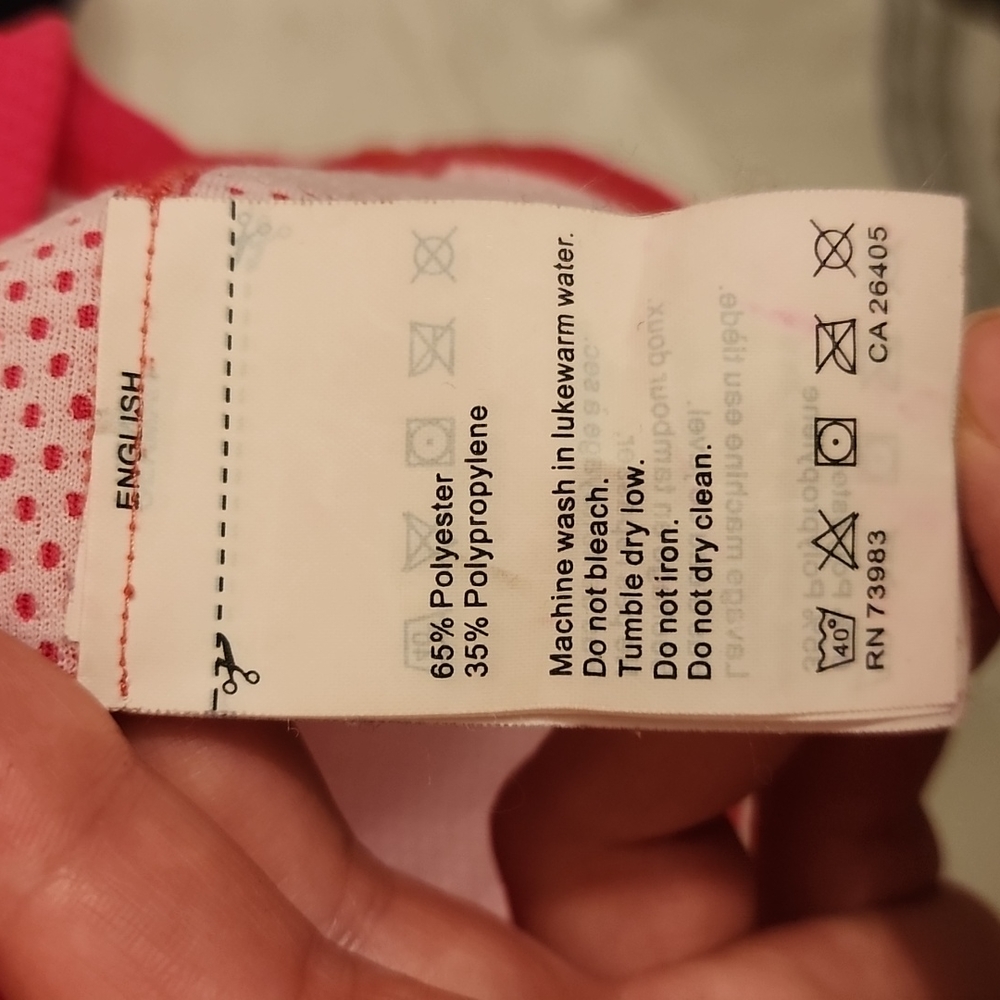 ENGLISH
65% Polyester
35% Polypropylene
Machine wash in lukewarm water.
Do not bleach.
Tumble dry low.
Do not iron.
Do not dry clean.
40°
RN 73983 CA 26405